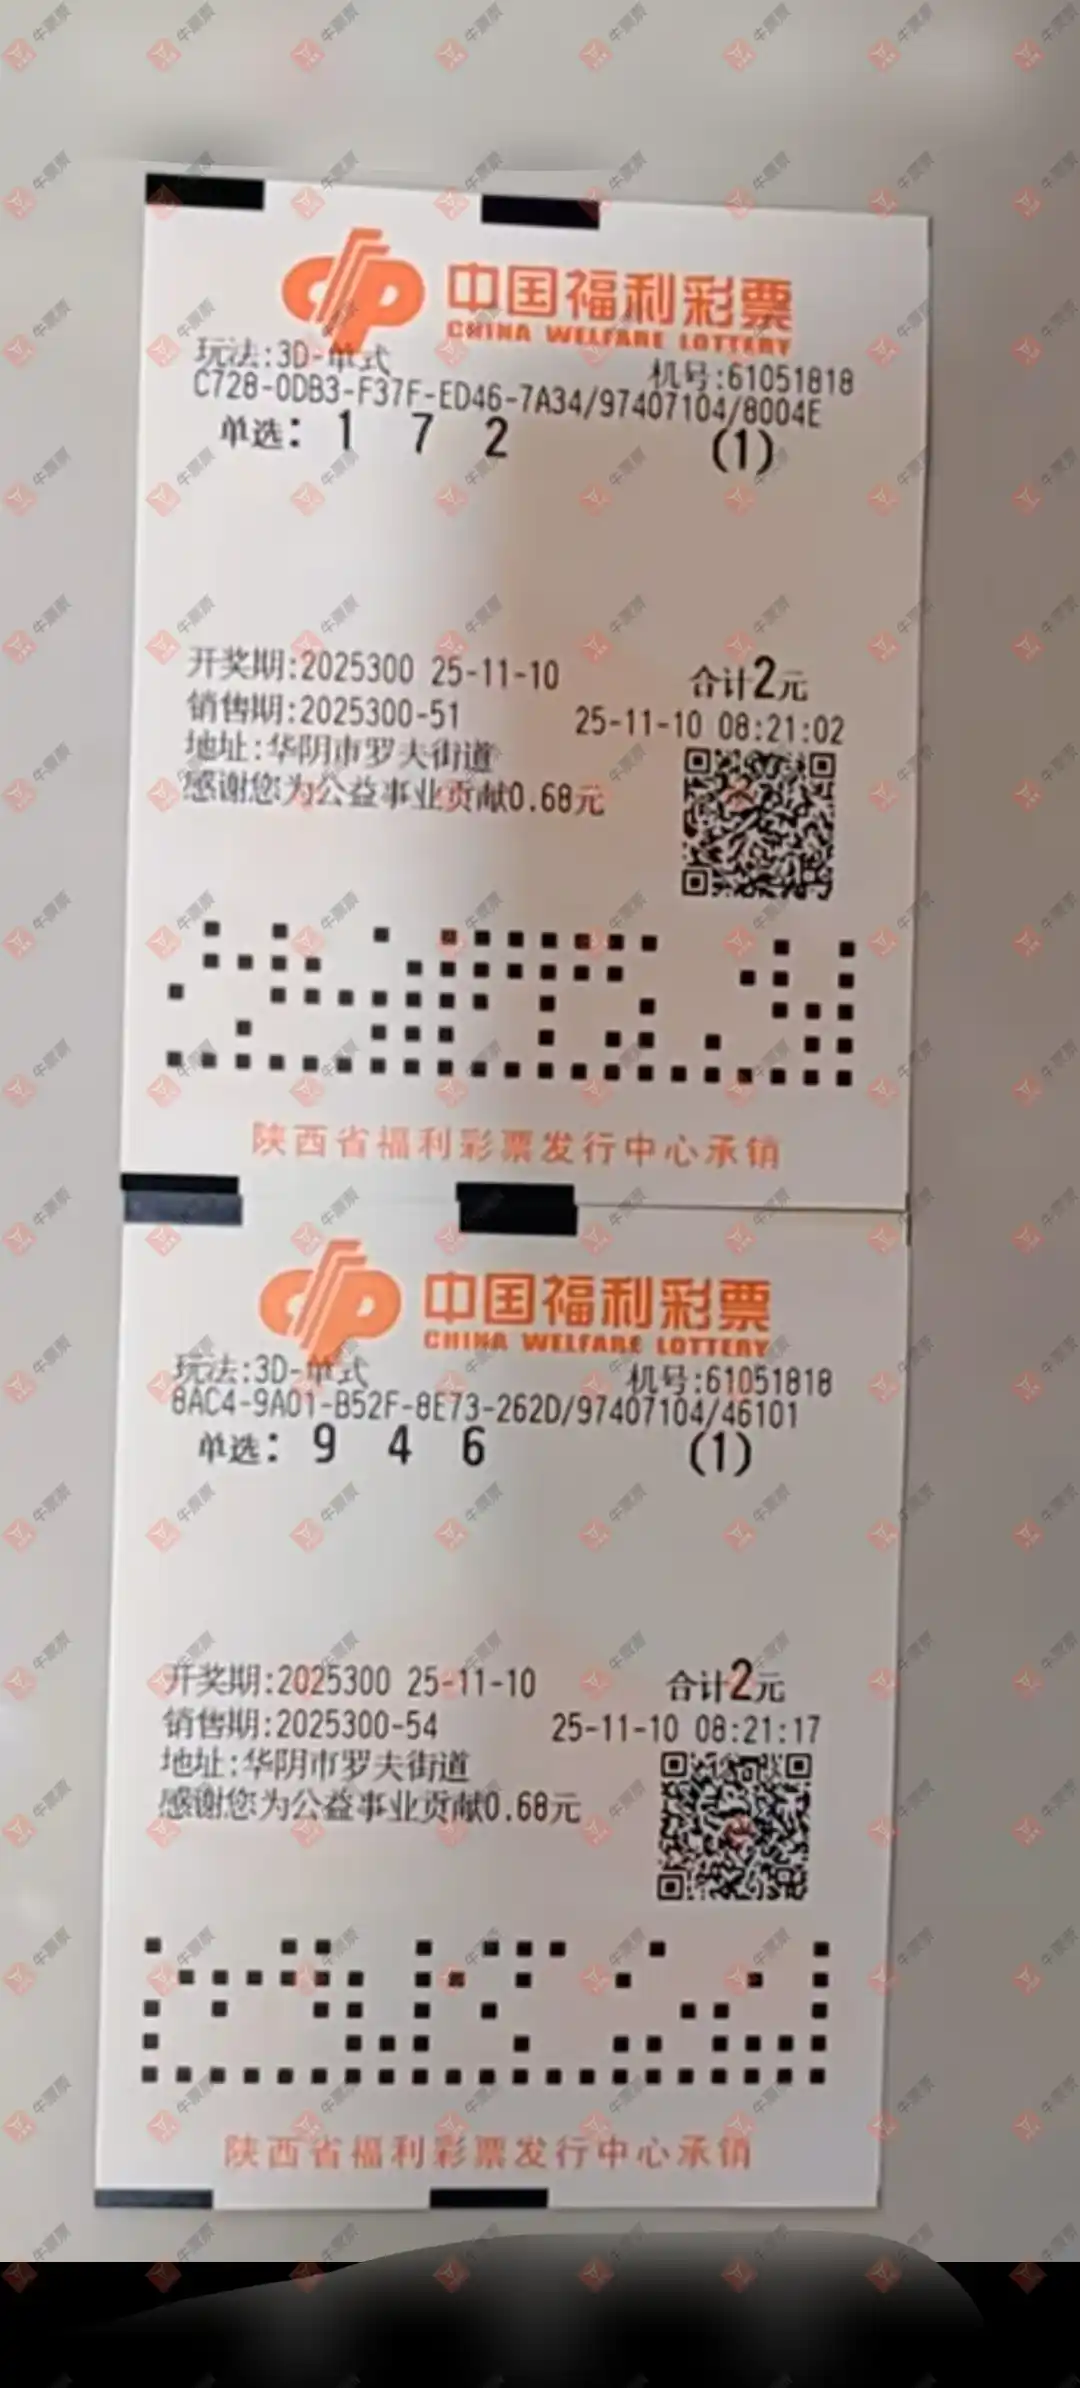 中国福利彩票
CHINA WELFARE LOTTERY
玩法:3D-单式 机号:61051818
C728-0DB3-F37F-ED46-7A34/97407104/8004E
单选: 1 7 2 (1)
开奖期:2025300 25-11-10 合计2元
销售期:2025300-51 25-11-10 08:21:02
地址:华阴市罗夫街道
感谢您为公益事业贡献0.68元
陕西省福利彩票发行中心承销
中国福利彩票
CHINA WELFARE LOTTERY
玩法:3D-单式 机号:61051818
8AC4-9A01-B52F-8E73-262D/97407104/46101
单选: 9 4 6 (1)
开奖期:2025300 25-11-10 合计2元
销售期:2025300-54 25-11-10 08:21:17
地址:华阴市罗夫街道
感谢您为公益事业贡献0.68元
陕西省福利彩票发行中心承销